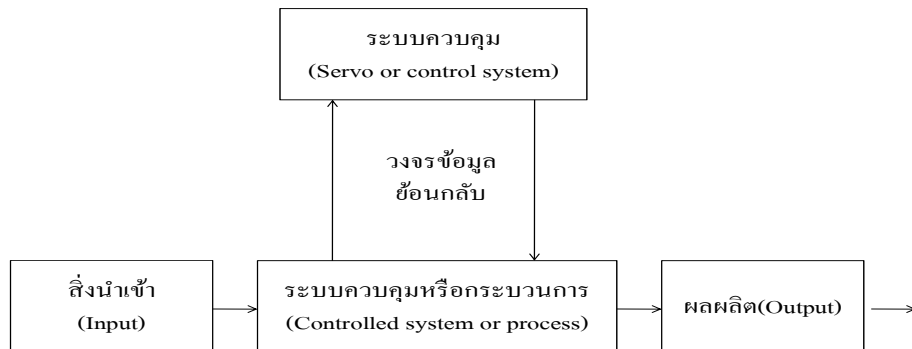 ระบบควบคุม
(Servo or control system)
วงจรข้อมูล
ย้อนกลับ
สิ่งนำเข้า
(Input)
ระบบควบคุมหรือกระบวนการ
(Controlled system or process)
ผลผลิต(Output)